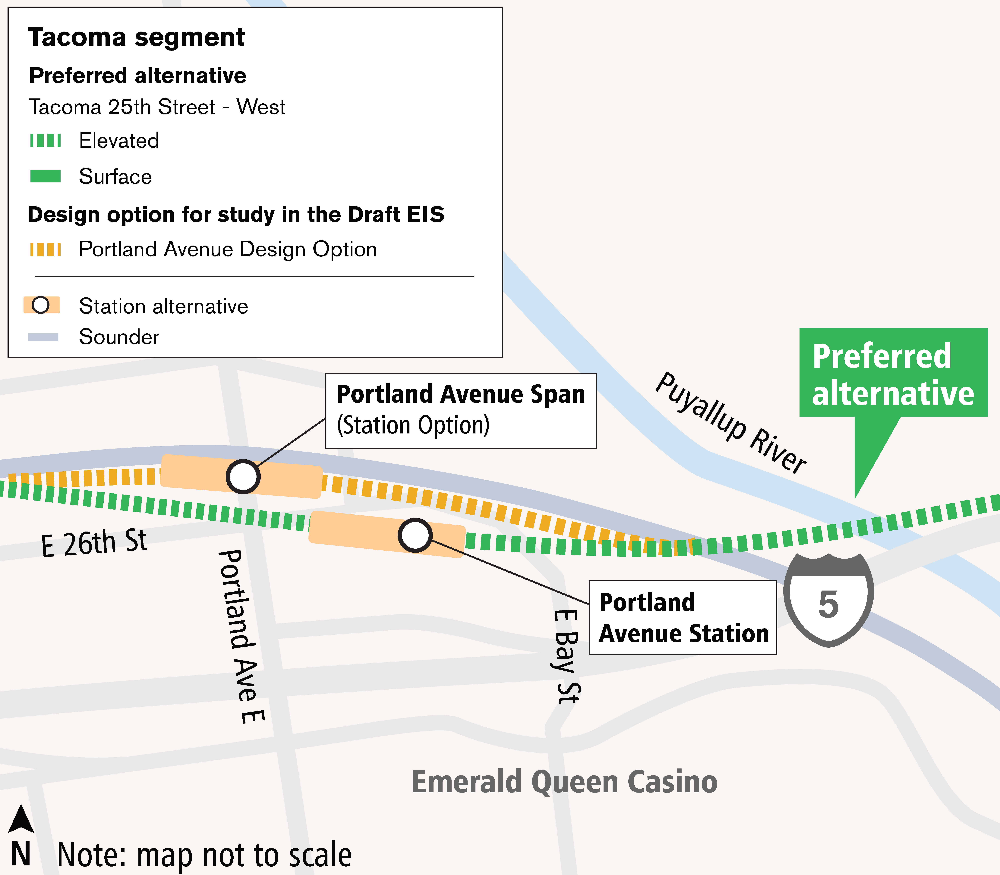 Tacoma segment
Preferred alternative
Tacoma 25th Street - West
Elevated
Surface
Design option for study in the Draft EIS
Portland Avenue Design Option
Station alternative
Sounder
Portland Avenue Span
(Station Option)
Puyallup River
Preferred
alternative
E 26th St
Portland Ave E
E Bay St
Portland
Avenue Station
5
Emerald Queen Casino
N
Note: map not to scale